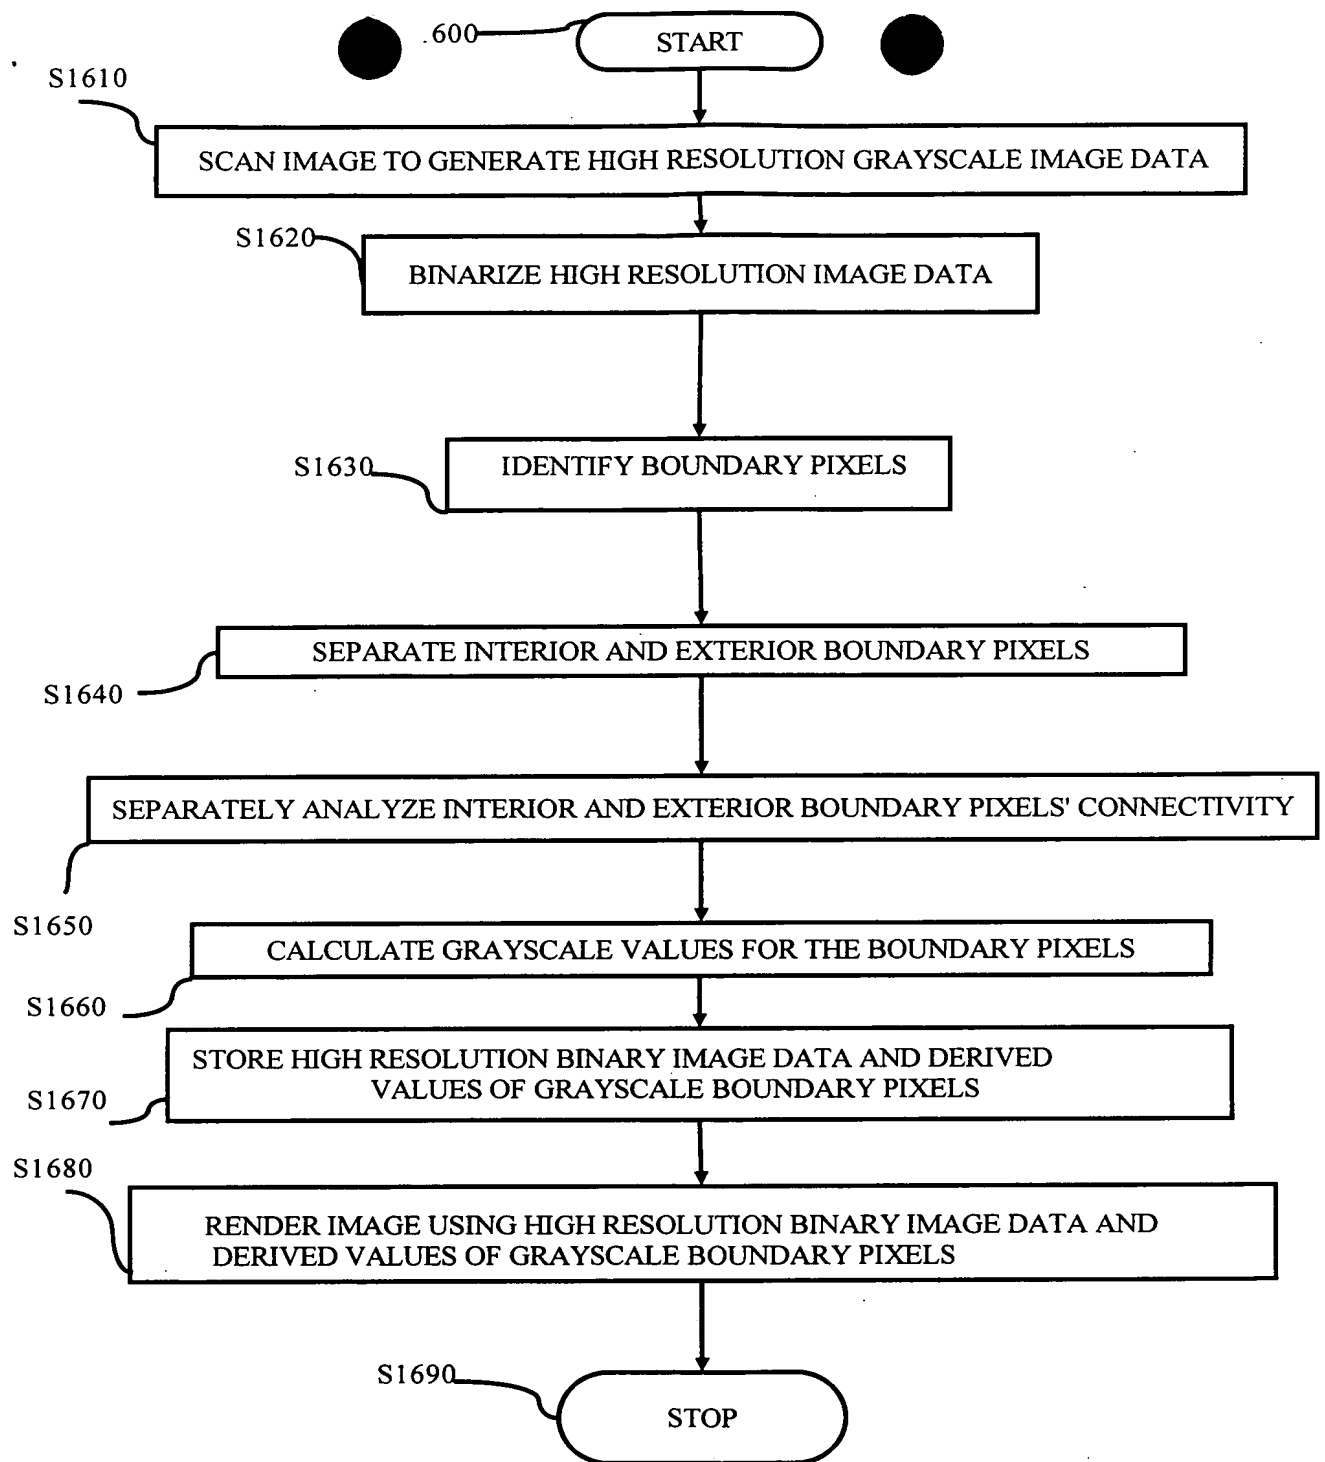 .600
START
S1610
SCAN IMAGE TO GENERATE HIGH RESOLUTION GRAYSCALE IMAGE DATA
S1620
BINARIZE HIGH RESOLUTION IMAGE DATA
S1630
IDENTIFY BOUNDARY PIXELS
SEPARATE INTERIOR AND EXTERIOR BOUNDARY PIXELS
S1640
SEPARATELY ANALYZE INTERIOR AND EXTERIOR BOUNDARY PIXELS' CONNECTIVITY
S1650
CALCULATE GRAYSCALE VALUES FOR THE BOUNDARY PIXELS
S1660
STORE HIGH RESOLUTION BINARY IMAGE DATA AND DERIVED
VALUES OF GRAYSCALE BOUNDARY PIXELS
S1670
S1680
RENDER IMAGE USING HIGH RESOLUTION BINARY IMAGE DATA AND
DERIVED VALUES OF GRAYSCALE BOUNDARY PIXELS
S1690
STOP